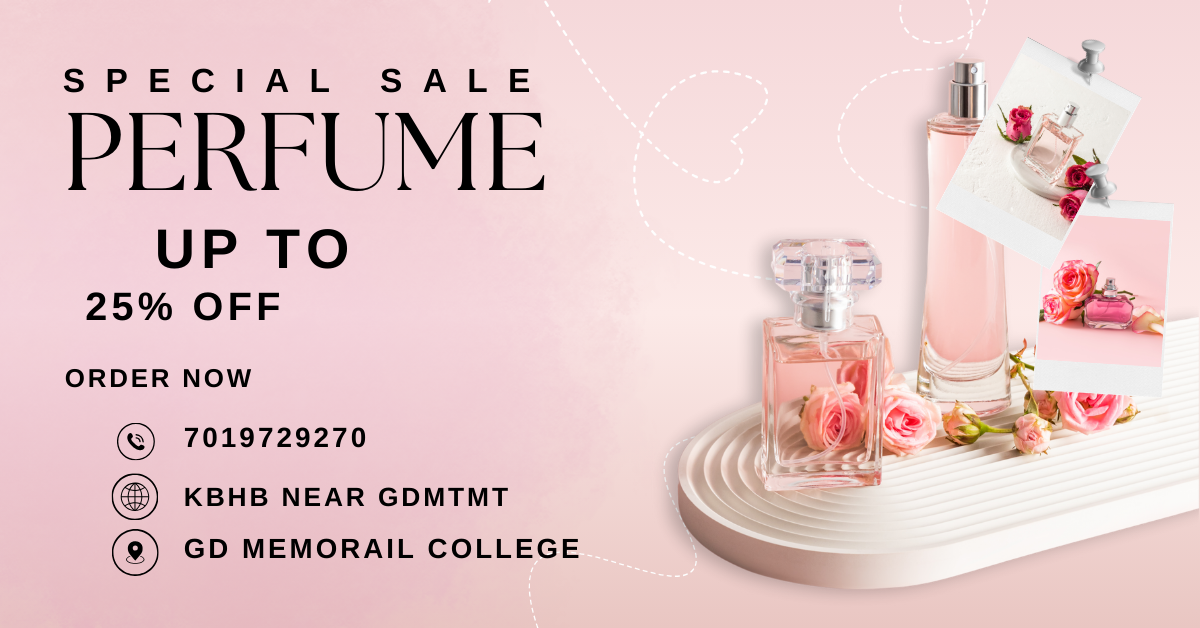 SPECIAL SALE
PERFUME
UP TO
25% OFF
ORDER NOW
7019729270
KBHB NEAR GDMTMT
GD MEMORAIL COLLEGE